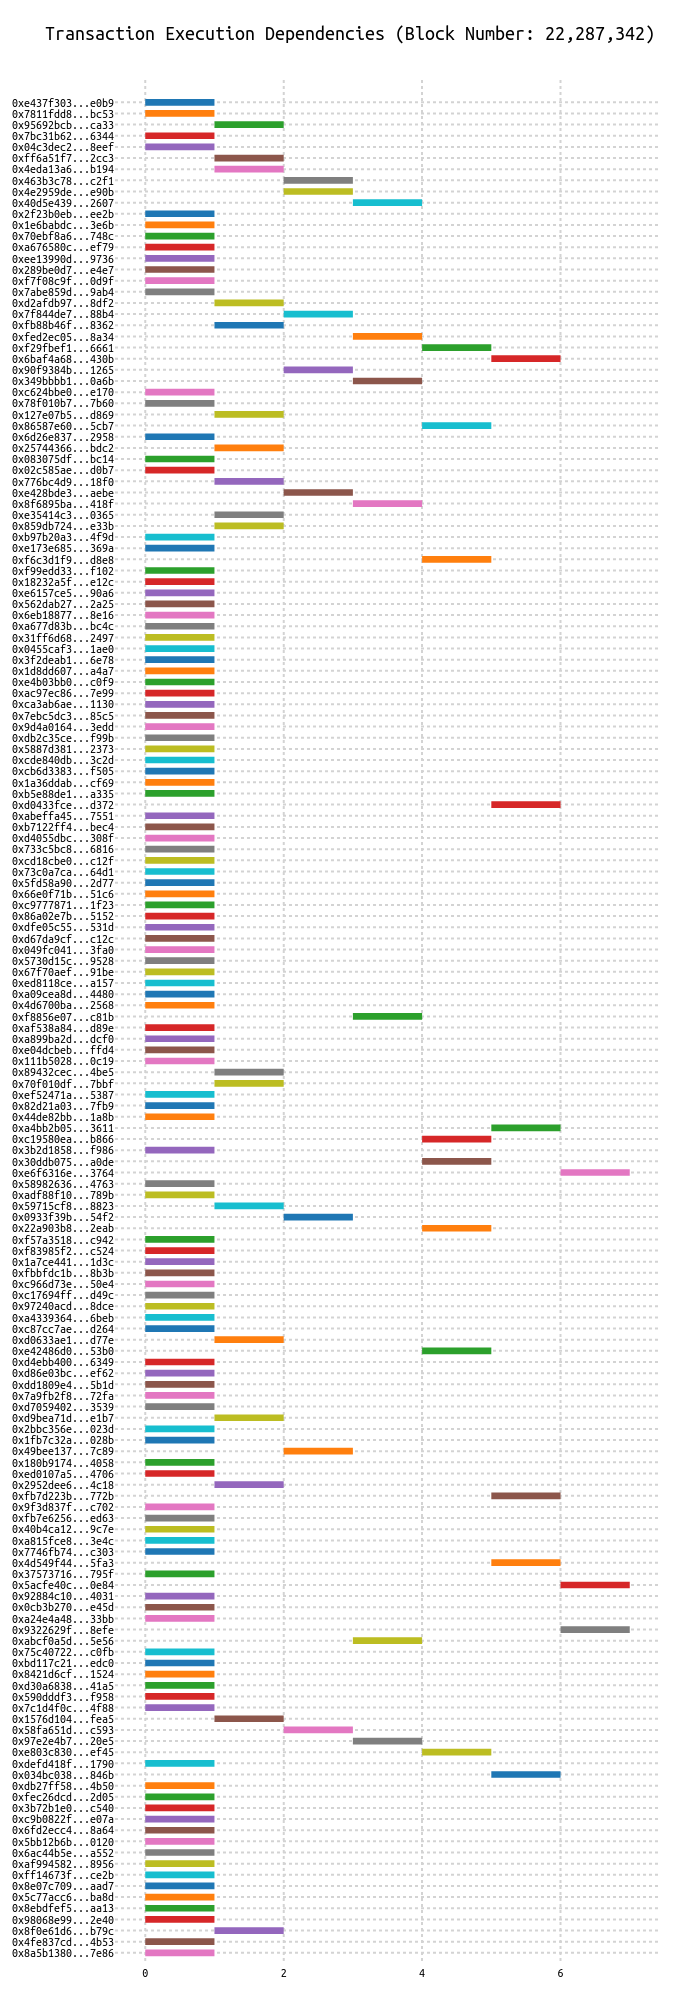 Transaction Execution Dependencies (Block Number: 22,287,342)
0xe437f303...e0b9
0x7811fdd8...bc53
0x95692bcb...ca33
0x7bc31b62...6344
0x04c3dec2...8eef
0xff6a51f7...2cc3
0x4eda13a6...b194
0x463b3c78...c2f1
0x4e2959de...e90b
0x40d5e439...2607
0x2f23b0eb...ee2b
0x1e6babdc...3e6b
0x70ebf8a6...748c
0xa676580c...ef79
0xee13990d...9736
0x289be0d7...e4e7
0xf7f08c9f...0d9f
0x7abe859d...9ab4
0xd2afdb97...8df2
0x7f844de7...88b4
0xfb88b46f...8362
0xfed2ec05...8a34
0xf29fbef1...6661
0x6baf4a68...430b
0x90f9384b...1265
0x349bbbb1...0a6b
0xc624bbe0...e170
0x78f010b7...7b60
0x127e07b5...d869
0x86587e60...5cb7
0x6d26e837...2958
0x25744366...bdc2
0x083075df...bc14
0x02c585ae...d0b7
0x776bc4d9...18f0
0xe428bde3...aebe
0x8f6895ba...418f
0xe35414c3...0365
0x859db724...e33b
0xb97b20a3...4f9d
0xe173e685...369a
0xf6c3d1f9...d8e8
0xf99edd33...f102
0x18232a5f...e12c
0xe6157ce5...90a6
0x562dab27...2a25
0x6eb18877...8e16
0xa677d83b...bc4c
0x31ff6d68...2497
0x0455caf3...1ae0
0x3f2deab1...6e78
0x1d8dd607...a4a7
0xe4b03bb0...c0f9
0xac97ec86...7e99
0xca3ab6ae...1130
0x7ebc5dc3...85c5
0x9d4a0164...3edd
0xdb2c35ce...f99b
0x5887d381...2373
0xcde840db...3c2d
0xcb6d3383...f505
0x1a36ddab...cf69
0xb5e88de1...a335
0xd0433fce...d372
0xabeffa45...7551
0xb7122ff4...bec4
0xd4055dbc...308f
0x733c5bc8...6816
0xcd18cbe0...c12f
0x73c0a7ca...64d1
0x5fd58a90...2d77
0x66e0f71b...51c6
0xc9777871...1f23
0x86a02e7b...5152
0xdfe05c55...531d
0xd67da9cf...c12c
0x049fc041...3fa0
0x5730d15c...9528
0x67f70aef...91be
0xed8118ce...a157
0xa09cea8d...4480
0x4d6700ba...2568
0xf8856e07...c81b
0xaf538a84...d89e
0xa899ba2d...dcf0
0xe04dcbeb...ffd4
0x111b5028...0c19
0x89432cec...4be5
0x70f010df...7bbf
0xef52471a...5387
0x82d21a03...7fb9
0x44de82bb...1a8b
0xa4bb2b05...3611
0xc19580ea...b866
0x3b2d1858...f986
0x30ddb075...a0de
0xe6f6316e...3764
0x58982636...4763
0xadf88f10...789b
0x59715cf8...8823
0x0933f39b...54f2
0x22a903b8...2eab
0xf57a3518...c942
0xf83985f2...c524
0x1a7ce441...1d3c
0xfbbfdc1b...8b3b
0xc966d73e...50e4
0xc17694ff...d49c
0x97240acd...8dce
0xa4339364...6beb
0xc87cc7ae...d264
0xd0633ae1...d77e
0xe42486d0...53b0
0xd4ebb400...6349
0xd86e03bc...ef62
0xdd1809e4...5b1d
0x7a9fb2f8...72fa
0xd7059402...3539
0xd9bea71d...e1b7
0x2bbc356e...023d
0x1fb7c32a...028b
0x49bee137...7c89
0x180b9174...4058
0xed0107a5...4706
0x2952dee6...4c18
0xfb7d223b...772b
0x9f3d837f...c702
0xfb7e6256...ed63
0x40b4ca12...9c7e
0xa815fce8...3e4c
0x7746fb74...c303
0x4d549f44...5fa3
0x37573716...795f
0x5acfe40c...0e84
0x92884c10...4031
0x0cb3b270...e45d
0xa24e4a48...33bb
0x9322629f...8efe
0xabcf0a5d...5e56
0x75c40722...c0fb
0xbd117c21...edc0
0x8421d6cf...1524
0xd30a6838...41a5
0x590dddf3...f958
0x7c1d4f0c...4f88
0x1576d104...fea5
0x58fa651d...c593
0x97e2e4b7...20e5
0xe803c830...ef45
0xdefd418f...1790
0x034bc038...846b
0xdb27ff58...4b50
0xfec26dcd...2d05
0x3b72b1e0...c540
0xc9b0822f...e07a
0x6fd2ecc4...8a64
0x5bb12b6b...0120
0x6ac44b5e...a552
0xaf994582...8956
0xff14673f...ce2b
0x8e07c709...aad7
0x5c77acc6...ba8d
0x8ebdfef5...aa13
0x98068e99...2e40
0x8f0e61d6...b79c
0x4fe837cd...4b53
0x8a5b1380...7e86
0 2 4 6